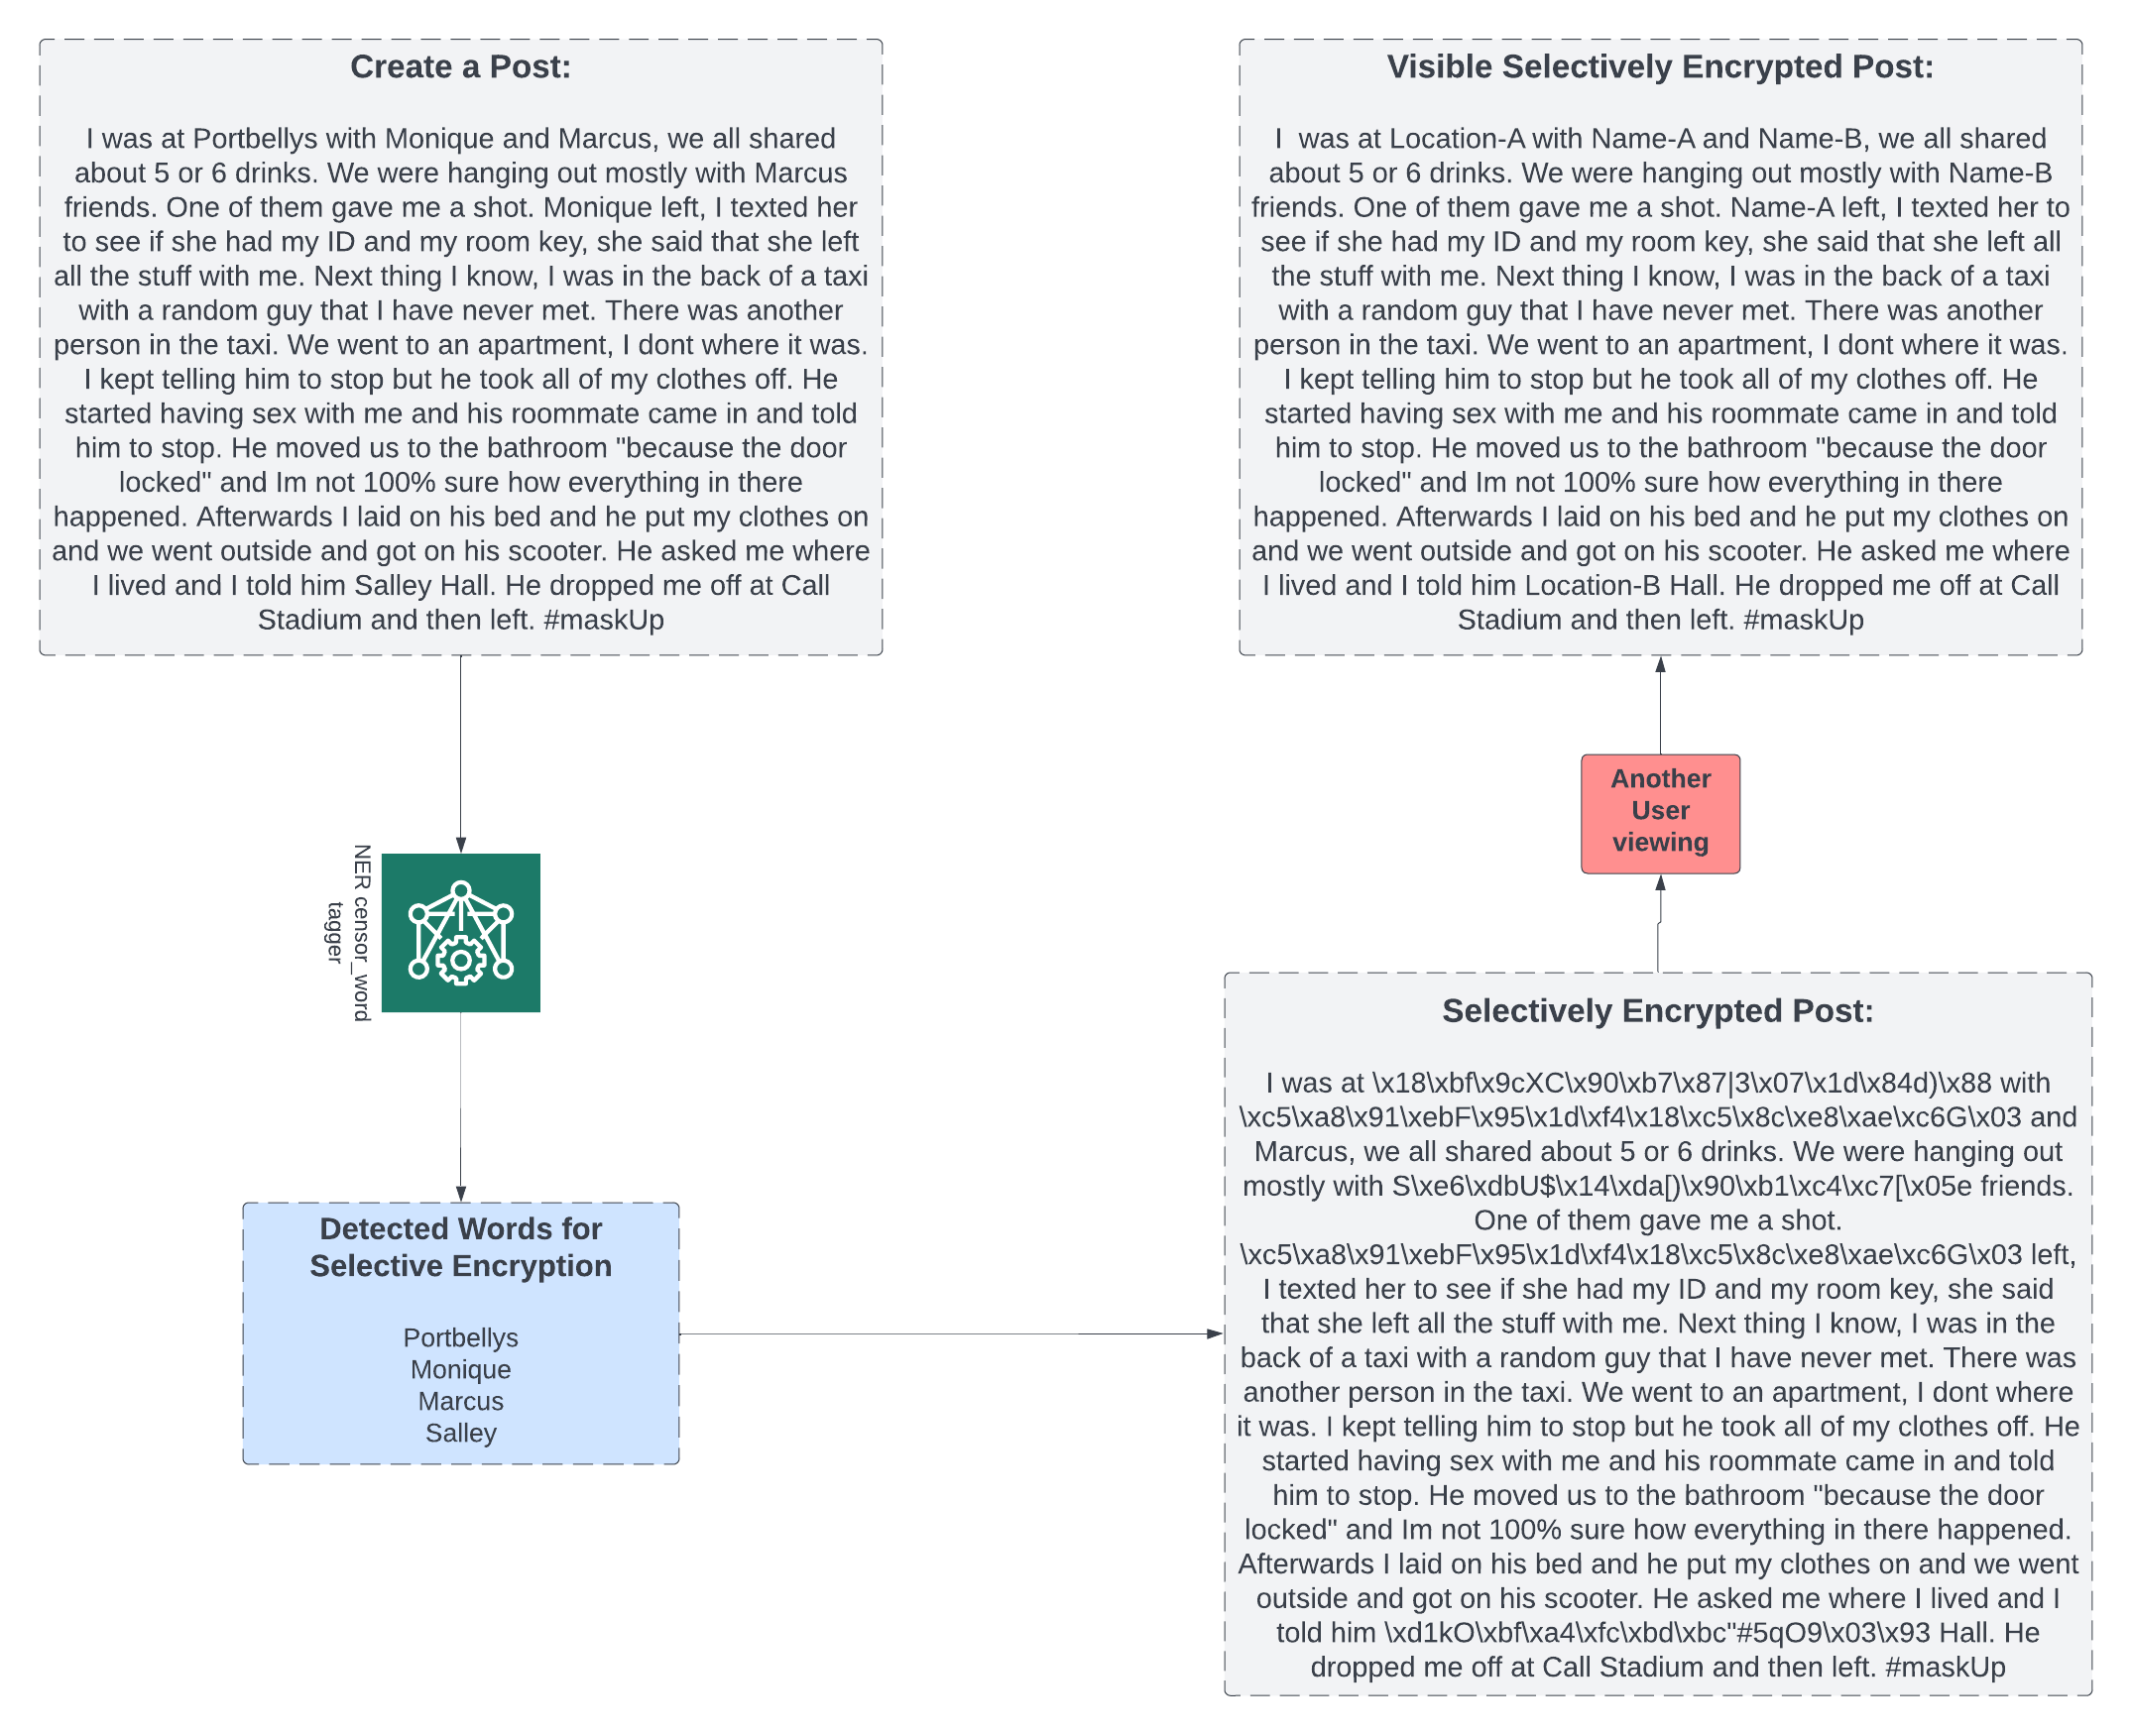 Create a Post:
I was at Portbellys with Monique and Marcus, we all shared
about 5 or 6 drinks. We were hanging out mostly with Marcus
friends. One of them gave me a shot. Monique left, I texted her
to see if she had my ID and my room key, she said that she left
all the stuff with me. Next thing I know, I was in the back of a taxi
with a random guy that I have never met. There was another
person in the taxi. We went to an apartment, I dont where it was.
I kept telling him to stop but he took all of my clothes off. He
started having sex with me and his roommate came in and told
him to stop. He moved us to the bathroom "because the door
locked" and Im not 100% sure how everything in there
happened. Afterwards I laid on his bed and he put my clothes on
and we went outside and got on his scooter. He asked me where
I lived and I told him Salley Hall. He dropped me off at Call
Stadium and then left. #maskUp
NER censor_word
tagger
Detected Words for
Selective Encryption
Portbellys
Monique
Marcus
Salley
Selectively Encrypted Post:
I was at \x18\xbf\x9cXC\x90\xb7\x87|3\x07\x1d\x84d)\x88 with
\xc5\xa8\x91\xebF\x95\x1d\xf4\x18\xc5\x8c\xe8\xae\xc6G\x03 and
Marcus, we all shared about 5 or 6 drinks. We were hanging out
mostly with S\xe6\xdbU$\x14\xda[)\x90\xb1\xc4\xc7[\x05e friends.
One of them gave me a shot.
\xc5\xa8\x91\xebF\x95\x1d\xf4\x18\xc5\x8c\xe8\xae\xc6G\x03 left,
I texted her to see if she had my ID and my room key, she said
that she left all the stuff with me. Next thing I know, I was in the
back of a taxi with a random guy that I have never met. There was
another person in the taxi. We went to an apartment, I dont where
it was. I kept telling him to stop but he took all of my clothes off. He
started having sex with me and his roommate came in and told
him to stop. He moved us to the bathroom "because the door
locked" and Im not 100% sure how everything in there happened.
Afterwards I laid on his bed and he put my clothes on and we went
outside and got on his scooter. He asked me where I lived and I
told him \xd1kO\xbf\xa4\xfc\xbd\xbc"#5qO9\x03\x93 Hall. He
dropped me off at Call Stadium and then left. #maskUp
Another
User
viewing
Visible Selectively Encrypted Post:
I  was at Location-A with Name-A and Name-B, we all shared
about 5 or 6 drinks. We were hanging out mostly with Name-B
friends. One of them gave me a shot. Name-A left, I texted her to
see if she had my ID and my room key, she said that she left all
the stuff with me. Next thing I know, I was in the back of a taxi
with a random guy that I have never met. There was another
person in the taxi. We went to an apartment, I dont where it was.
I kept telling him to stop but he took all of my clothes off. He
started having sex with me and his roommate came in and told
him to stop. He moved us to the bathroom "because the door
locked" and Im not 100% sure how everything in there
happened. Afterwards I laid on his bed and he put my clothes on
and we went outside and got on his scooter. He asked me where
I lived and I told him Location-B Hall. He dropped me off at Call
Stadium and then left. #maskUp